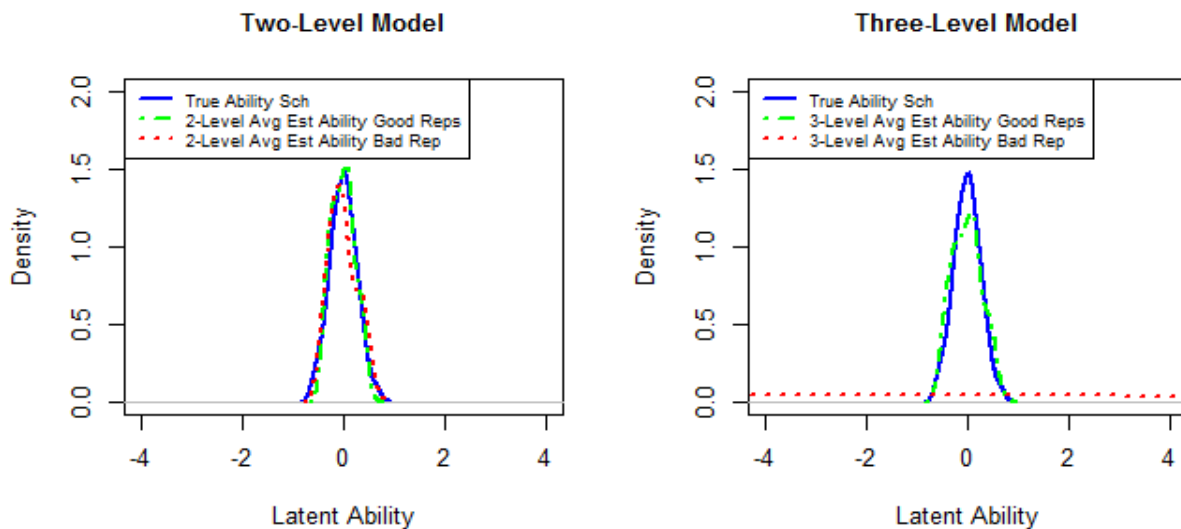 Two-Level Model
True Ability Sch
2-Level Avg Est Ability Good Reps
2-Level Avg Est Ability Bad Rep
Density
0.0
0.5
1.0
1.5
2.0
-4
-2
0
2
4
Latent Ability
Three-Level Model
True Ability Sch
3-Level Avg Est Ability Good Reps
3-Level Avg Est Ability Bad Rep
Density
0.0
0.5
1.0
1.5
2.0
-4
-2
0
2
4
Latent Ability